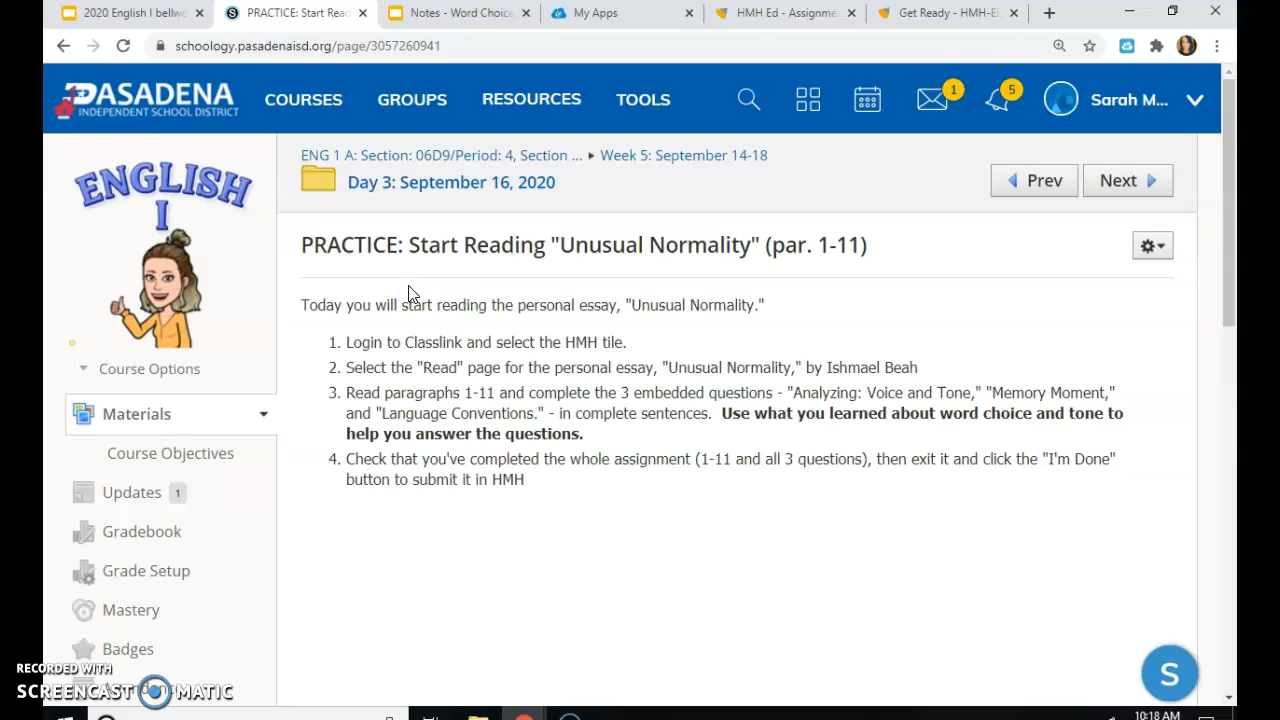 2020 English I bellwo
PRACTICE: Start Rea
Notes - Word Choice
My Apps
HMH Ed - Assignme
Get Ready - HMH-EL
schoology.pasadenaisd.org/page/3057260941
PASADENA
INDEPENDENT SCHOOL DISTRICT
COURSES
GROUPS
RESOURCES
TOOLS
1
5
Sarah M...
ENGLISH
I
ENG 1 A: Section: 06D9/Period: 4, Section ... ▸ Week 5: September 14-18
Day 3: September 16, 2020
Prev
Next
PRACTICE: Start Reading "Unusual Normality" (par. 1-11)
Today you will start reading the personal essay, "Unusual Normality."
1. Login to Classlink and select the HMH tile.
2. Select the "Read" page for the personal essay, "Unusual Normality," by Ishmael Beah
3. Read paragraphs 1-11 and complete the 3 embedded questions - "Analyzing: Voice and Tone," "Memory Moment,"
and "Language Conventions." - in complete sentences. Use what you learned about word choice and tone to
help you answer the questions.
4. Check that you've completed the whole assignment (1-11 and all 3 questions), then exit it and click the "I'm Done"
button to submit it in HMH
Course Options
Materials
Course Objectives
Updates 1
Gradebook
Grade Setup
Mastery
Badges
RECORDED WITH
SCREENCAST MATIC
S
10:18 AM